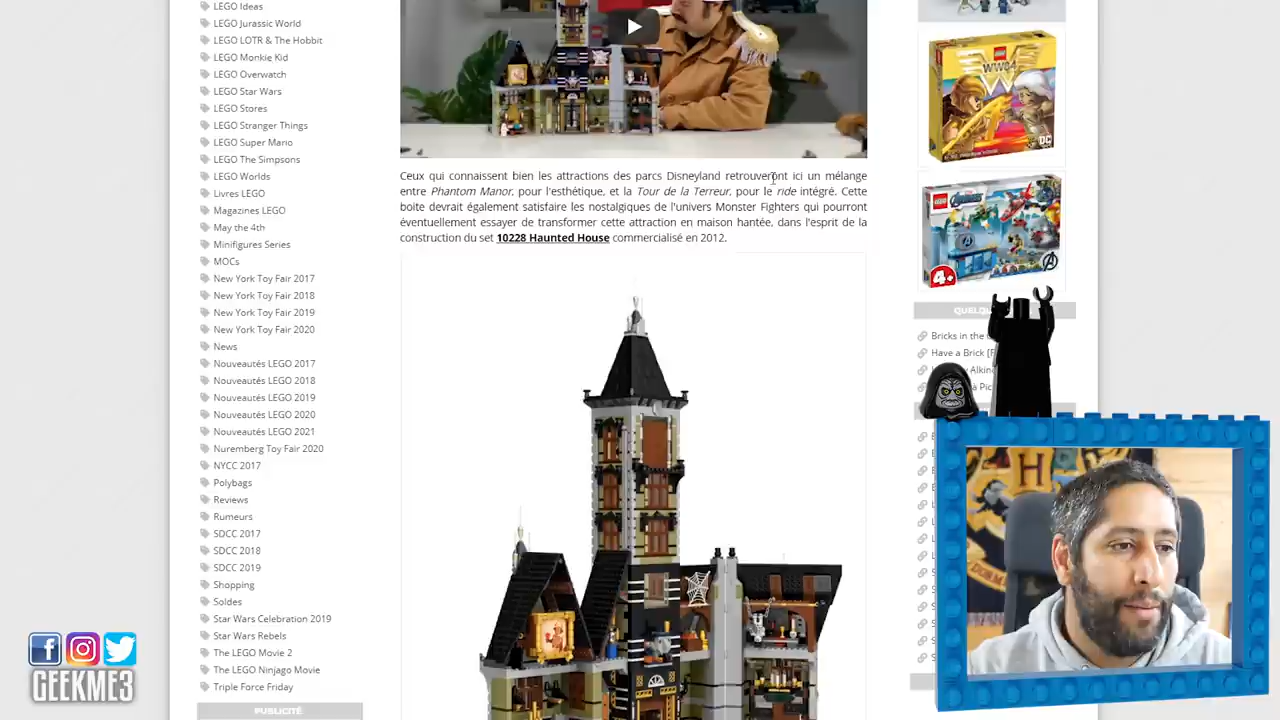 LEGO Ideas
LEGO Jurassic World
LEGO LOTR & The Hobbit
LEGO Monkie Kid
LEGO Overwatch
LEGO Star Wars
LEGO Stores
LEGO Stranger Things
LEGO Super Mario
LEGO The Simpsons
LEGO Worlds
Livres LEGO
Magazines LEGO
May the 4th
Minifigures Series
MOCs
New York Toy Fair 2017
New York Toy Fair 2018
New York Toy Fair 2019
New York Toy Fair 2020
News
Nouveautés LEGO 2017
Nouveautés LEGO 2018
Nouveautés LEGO 2019
Nouveautés LEGO 2020
Nouveautés LEGO 2021
Nuremberg Toy Fair 2020
NYCC 2017
Polybags
Reviews
Rumeurs
SDCC 2017
SDCC 2018
SDCC 2019
Shopping
Soldes
Star Wars Celebration 2019
Star Wars Rebels
The LEGO Movie 2
The LEGO Ninjago Movie
Triple Force Friday
PUBLICITÉ
Ceux qui connaissent bien les attractions des parcs Disneyland retrouveront ici un mélange
entre Phantom Manor, pour l'esthétique, et la Tour de la Terreur, pour le ride intégré. Cette
boite devrait également satisfaire les nostalgiques de l'univers Monster Fighters qui pourront
éventuellement essayer de transformer cette attraction en maison hantée, dans l'esprit de la
construction du set 10228 Haunted House commercialisé en 2012.
LEGO
WW84
DC
LEGO
AVENGERS
4+
Bricks in the
Have a Brick
GEEKME3